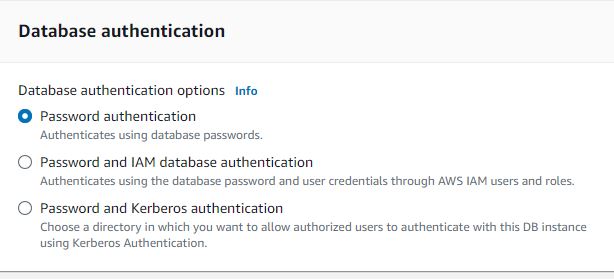 Database authentication
Database authentication options Info
Password authentication
Authenticates using database passwords.
Password and IAM database authentication
Authenticates using the database password and user credentials through AWS IAM users and roles.
Password and Kerberos authentication
Choose a directory in which you want to allow authorized users to authenticate with this DB instance
using Kerberos Authentication.